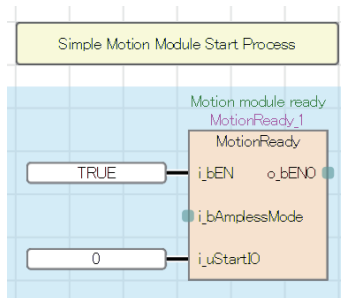 Simple Motion Module Start Process
Motion module ready
MotionReady_1
MotionReady
TRUE
i_bEN
o_bENO
i_bAmplessMode
0
i_uStartIO